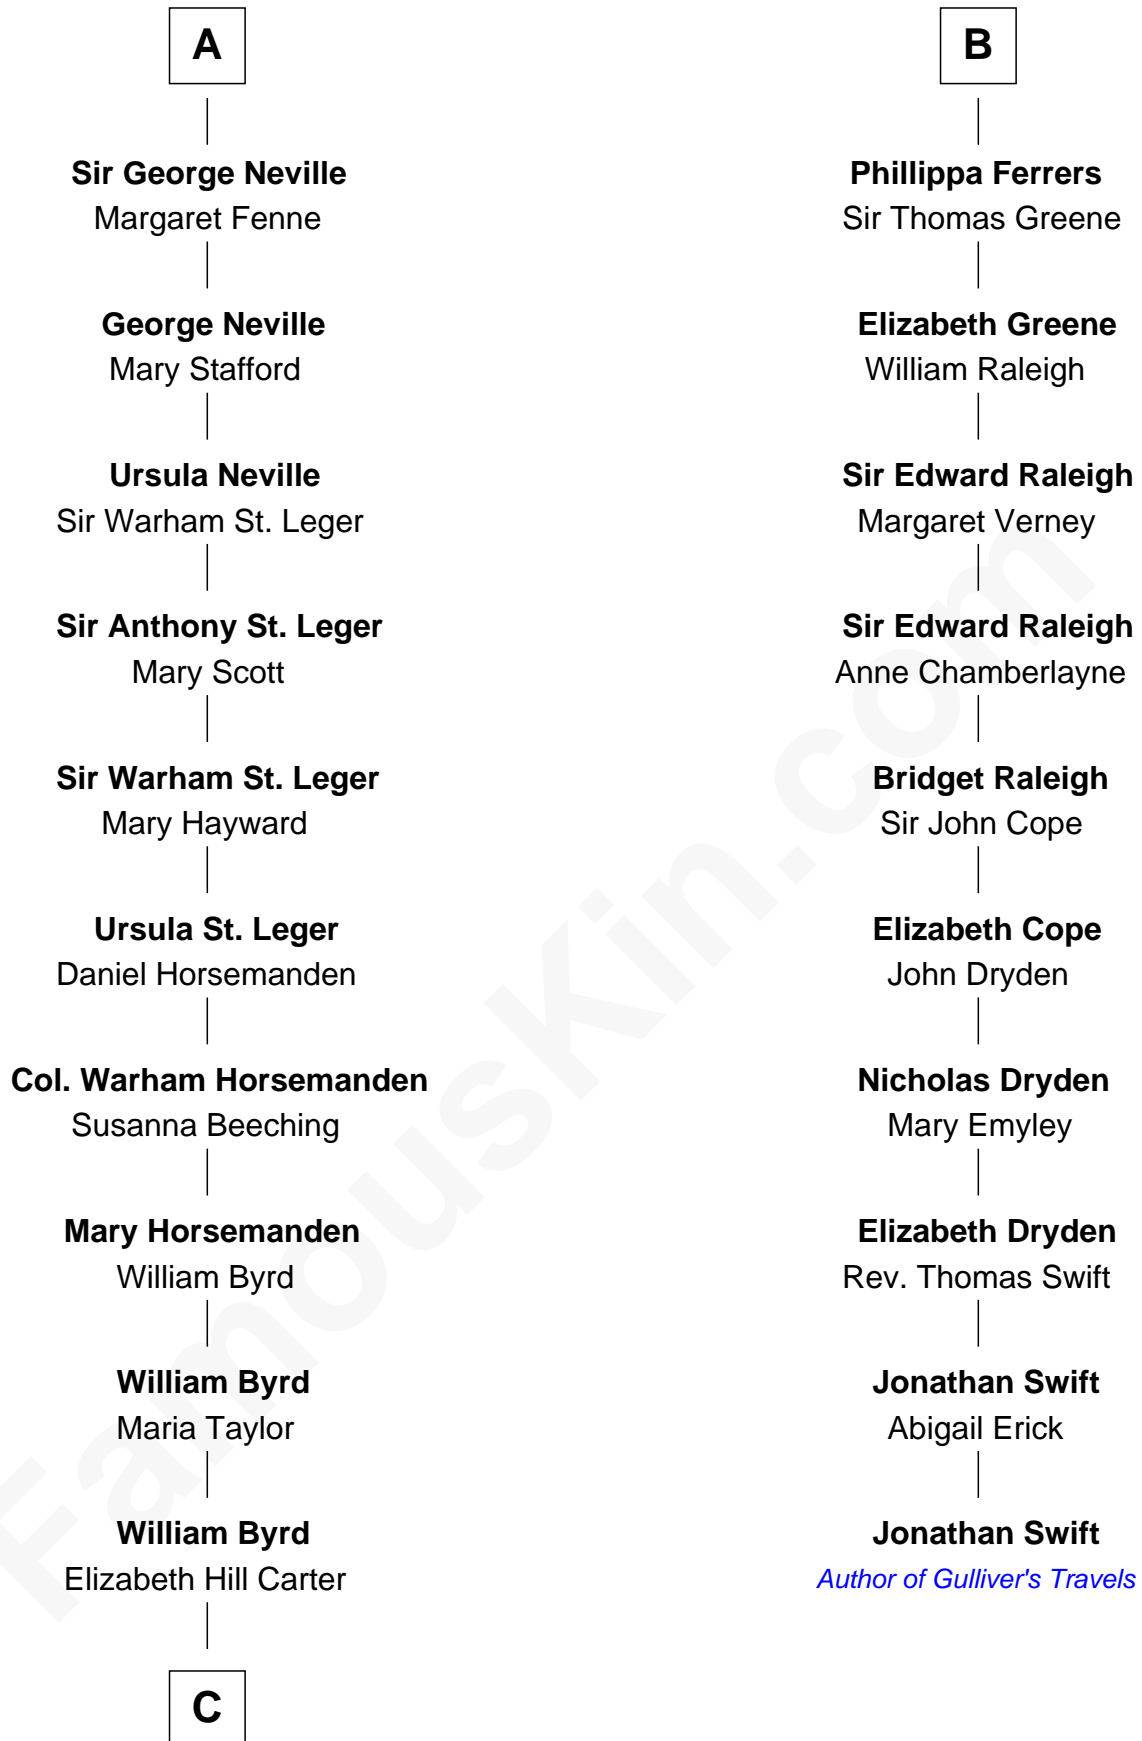 A
Sir George Neville
Margaret Fenne
George Neville
Mary Stafford
Ursula Neville
Sir Warham St. Leger
Sir Anthony St. Leger
Mary Scott
Sir Warham St. Leger
Mary Hayward
Ursula St. Leger
Daniel Horsemanden
Col. Warham Horsemanden
Susanna Beeching
Mary Horsemanden
William Byrd
William Byrd
Maria Taylor
William Byrd
Elizabeth Hill Carter
C
B
Phillippa Ferrers
Sir Thomas Greene
Elizabeth Greene
William Raleigh
Sir Edward Raleigh
Margaret Verney
Sir Edward Raleigh
Anne Chamberlayne
Bridget Raleigh
Sir John Cope
Elizabeth Cope
John Dryden
Nicholas Dryden
Mary Emyley
Elizabeth Dryden
Rev. Thomas Swift
Jonathan Swift
Abigail Erick
Jonathan Swift
Author of Gulliver's Travels
FamousKin.com